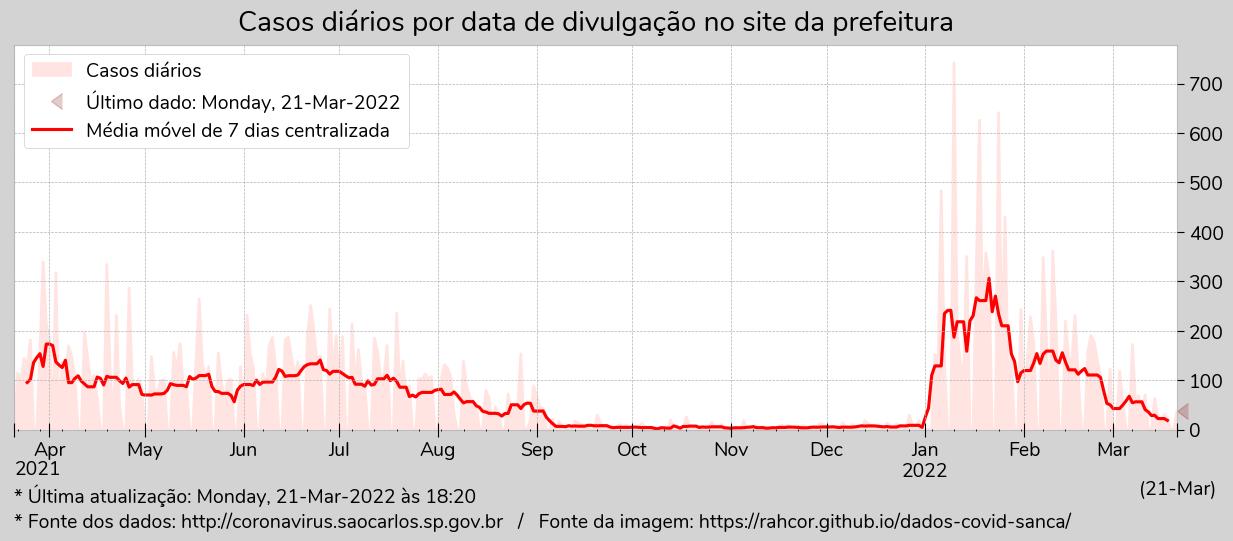 Casos diários por data de divulgação no site da prefeitura
Casos diários
Último dado: Monday, 21-Mar-2022
Média móvel de 7 dias centralizada
700
600
500
400
300
200
100
0
Apr May Jun Jul Aug Sep Oct Nov Dec Jan Feb Mar
2021 2022
(21-Mar)
* Última atualização: Monday, 21-Mar-2022 às 18:20
* Fonte dos dados: http://coronavirus.saocarlos.sp.gov.br / Fonte da imagem: https://rahcor.github.io/dados-covid-sanca/